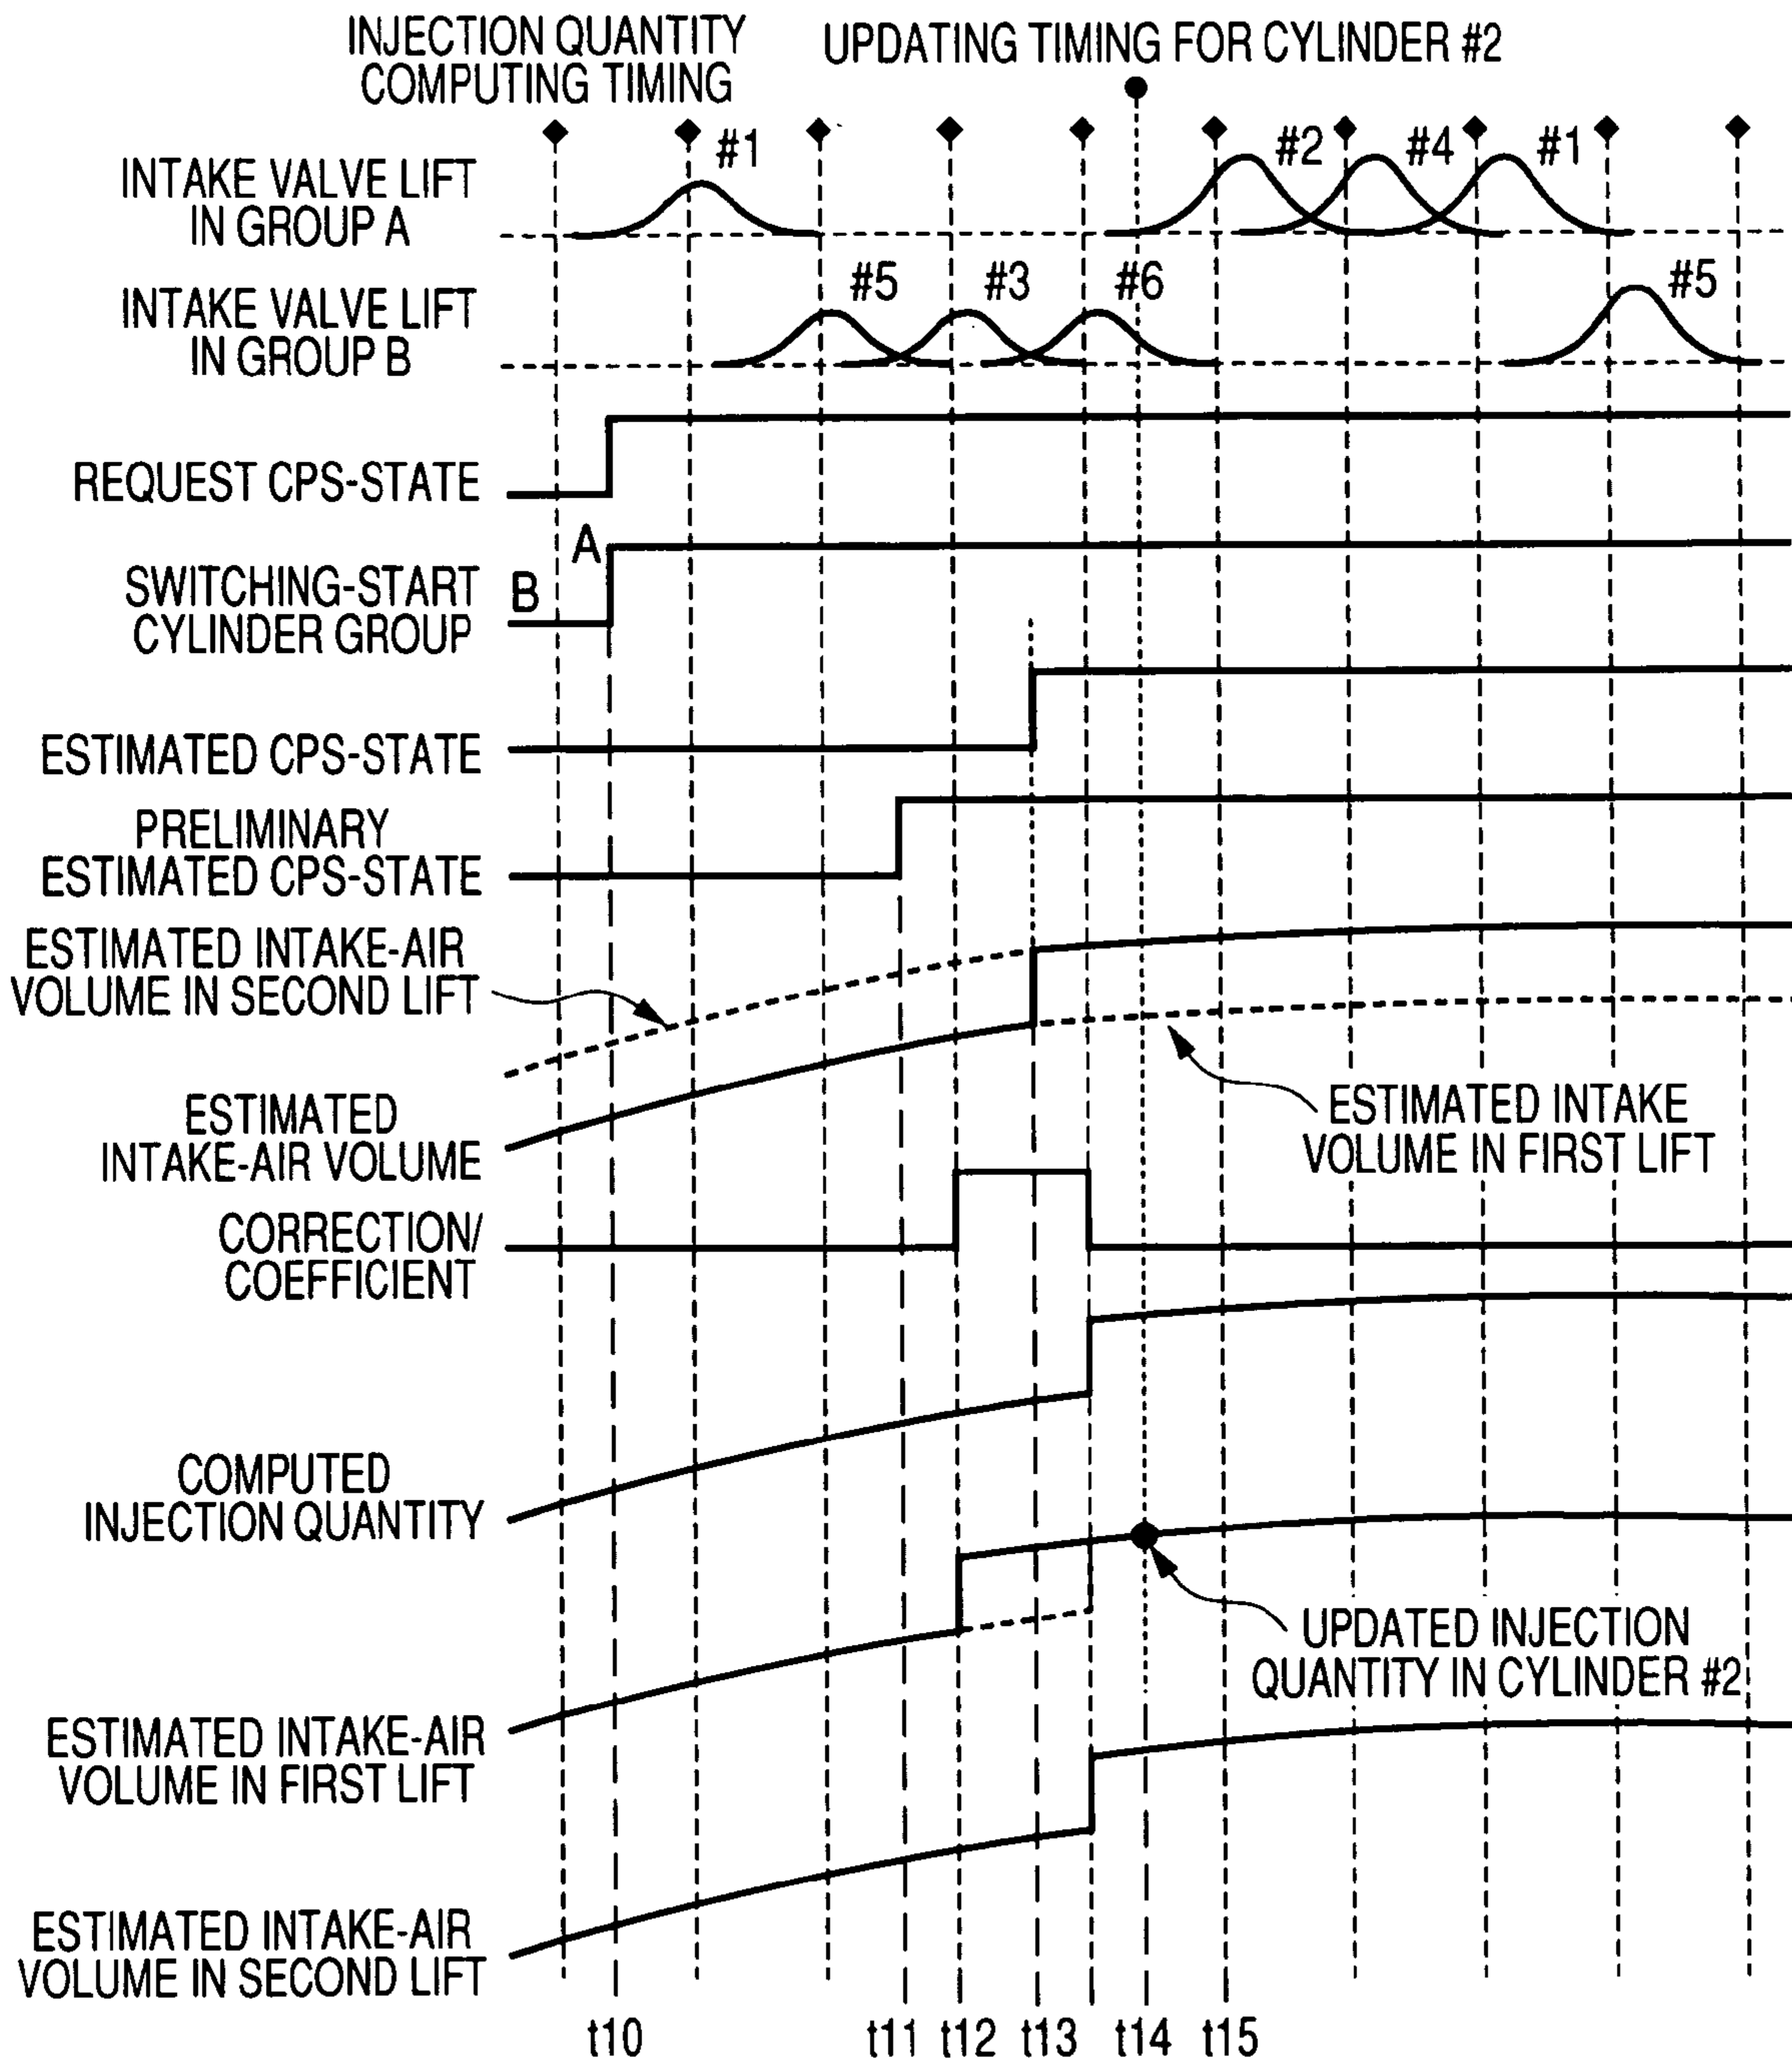 INJECTION QUANTITY
COMPUTING TIMING
UPDATING TIMING FOR CYLINDER #2
INTAKE VALVE LIFT
IN GROUP A
#1
#2
#4
#1
INTAKE VALVE LIFT
IN GROUP B
#5
#3
#6
#5
REQUEST CPS-STATE
SWITCHING-START
CYLINDER GROUP
B
A
ESTIMATED CPS-STATE
PRELIMINARY
ESTIMATED CPS-STATE
ESTIMATED INTAKE-AIR
VOLUME IN SECOND LIFT
ESTIMATED
INTAKE-AIR VOLUME
ESTIMATED INTAKE
VOLUME IN FIRST LIFT
CORRECTION/
COEFFICIENT
COMPUTED
INJECTION QUANTITY
UPDATED INJECTION
QUANTITY IN CYLINDER #2
ESTIMATED INTAKE-AIR
VOLUME IN FIRST LIFT
ESTIMATED INTAKE-AIR
VOLUME IN SECOND LIFT
t10
t11
t12
t13
t14
t15